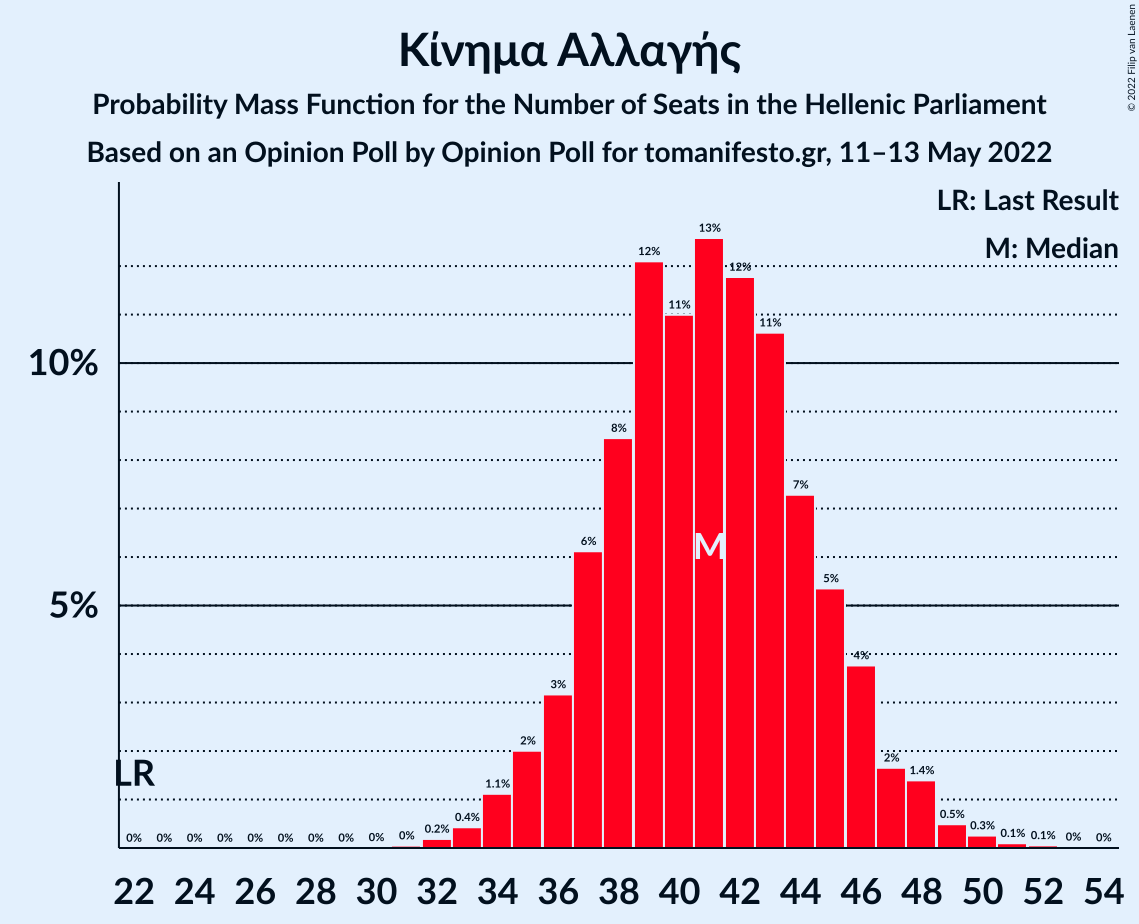 Κίνημα Αλλαγής
Probability Mass Function for the Number of Seats in the Hellenic Parliament
Based on an Opinion Poll by Opinion Poll for tomanifesto.gr, 11–13 May 2022
© 2022 Filip van Laenen
LR: Last Result
M: Median
10%
5%
LR
M
0% 0% 0% 0% 0% 0% 0% 0% 0% 0% 0.2% 0.4% 1.1% 2% 3% 6% 8% 12% 11% 13% 12% 11% 7% 5% 4% 2% 1.4% 0.5% 0.3% 0.1% 0.1% 0% 0%
22 24 26 28 30 32 34 36 38 40 42 44 46 48 50 52 54